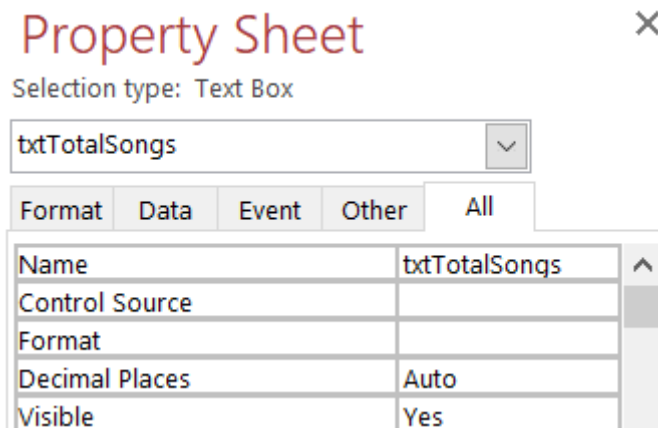 Property Sheet
Selection type: Text Box
txtTotalSongs
Format Data Event Other All
Name txtTotalSongs
Control Source
Format
Decimal Places Auto
Visible Yes